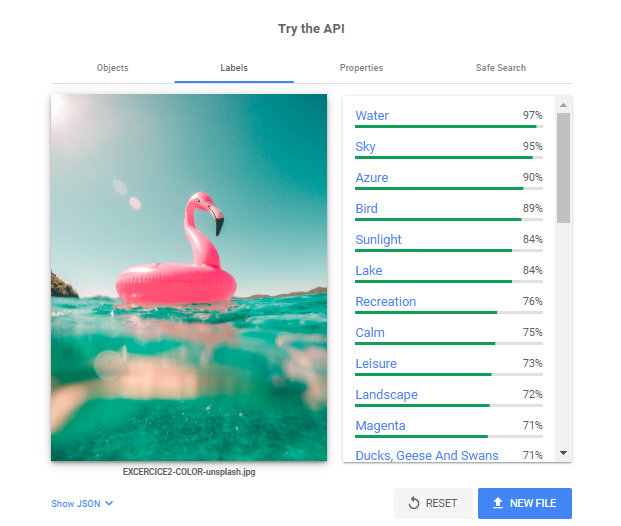 Try the API
Objects Labels Properties Safe Search
Water 97%
Sky 95%
Azure 90%
Bird 89%
Sunlight 84%
Lake 84%
Recreation 76%
Calm 75%
Leisure 73%
Landscape 72%
Magenta 71%
Ducks, Geese And Swans 71%
EXCERCICE2-COLOR-unsplash.jpg
Show JSON RESET NEW FILE